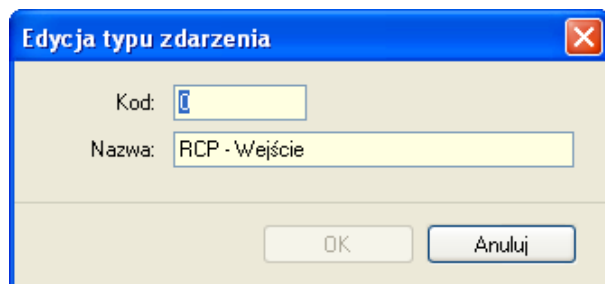 Edycja typu zdarzenia
Kod: 0
Nazwa: RCP - Wejście
OK Anuluj